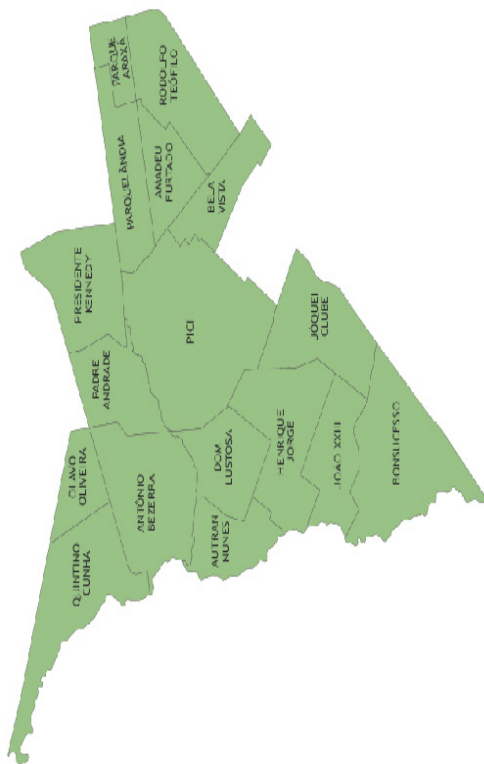 QUINTINO
CUNHA
OLAVO
OLIVEIRA
PADRE
ANDRADE
PRESIDENTE
KENNEDY
PARQUE
ARAXÁ
PARQUELÂNDIA
ANTÔNIO
BEZERRA
AMADEU
FURTADO
RODOLFO
TEÓFILO
PICI
BELA
VISTA
AUTRAN
NUNES
DOM
LUSTOSA
HENRIQUE
JORGE
JÓQUEI
CLUBE
JOÃO XXIII
BONSUCESSO